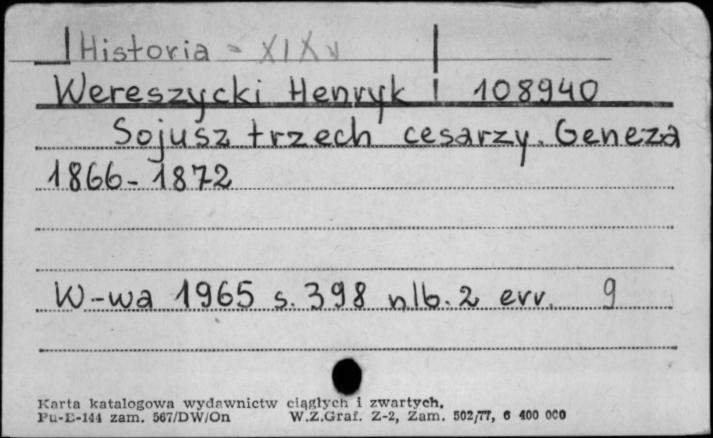 Historia - XIX w
Wereszycki Henryk 108940
Sojusz trzech cesarzy. Geneza
1866-1872
W-wa 1965 s. 398 nlb. 2 err. 9
Karta katalogowa wydawnictw ciągłych i zwartych.
Pu-E-144 zam. 567/DW/On W.Z.Graf. Z-2, Zam. 502/77, 6 400 000